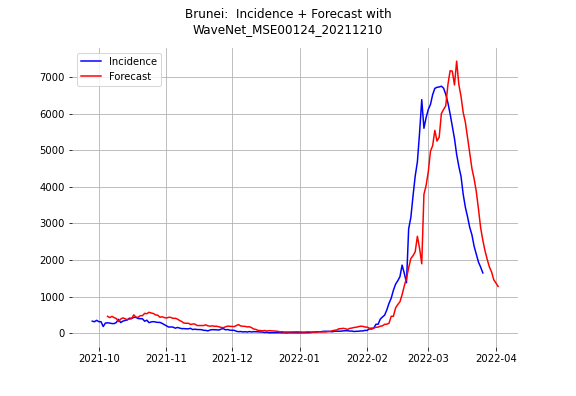 Brunei:  Incidence + Forecast with
WaveNet_MSE00124_20211210
Incidence
Forecast
7000
6000
5000
4000
3000
2000
1000
0
2021-10 2021-11 2021-12 2022-01 2022-02 2022-03 2022-04